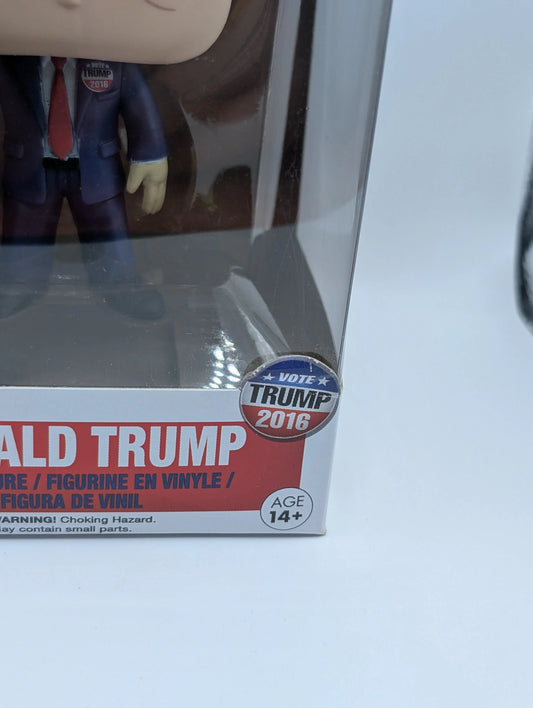 ★ VOTE ★
TRUMP
2016
★ VOTE ★
TRUMP
2016
ALD TRUMP
URE / FIGURINE EN VINYLE /
FIGURA DE VINIL
AGE
14+
WARNING! Choking Hazard.
May contain small parts.